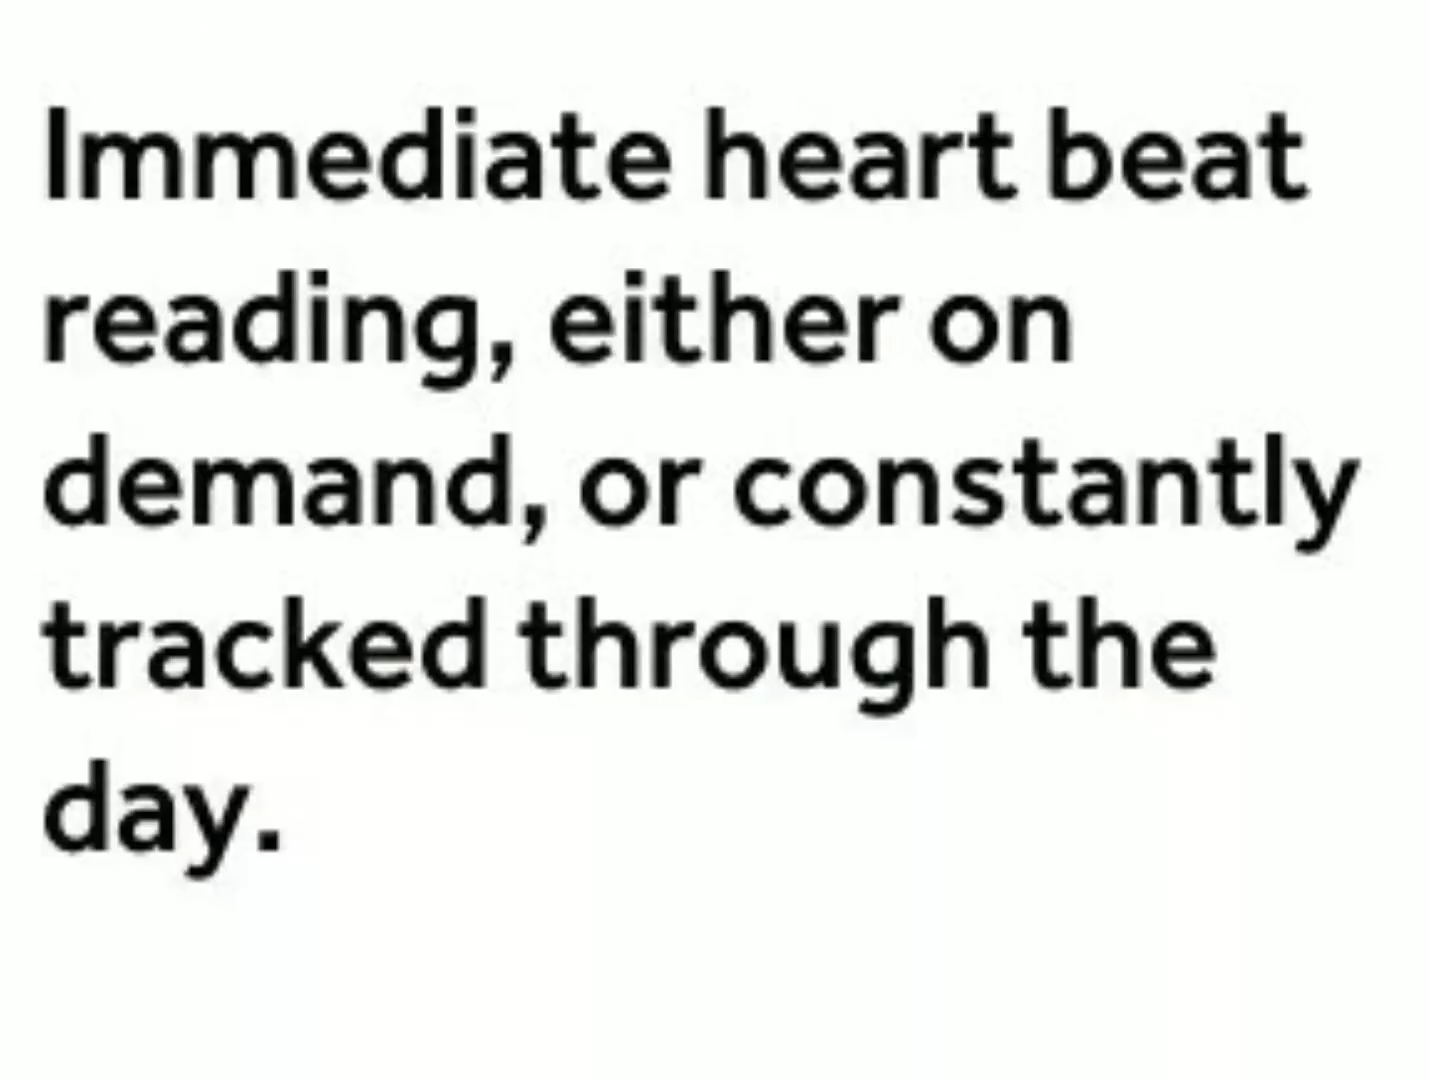 Immediate heart beat
reading, either on
demand, or constantly
tracked through the
day.